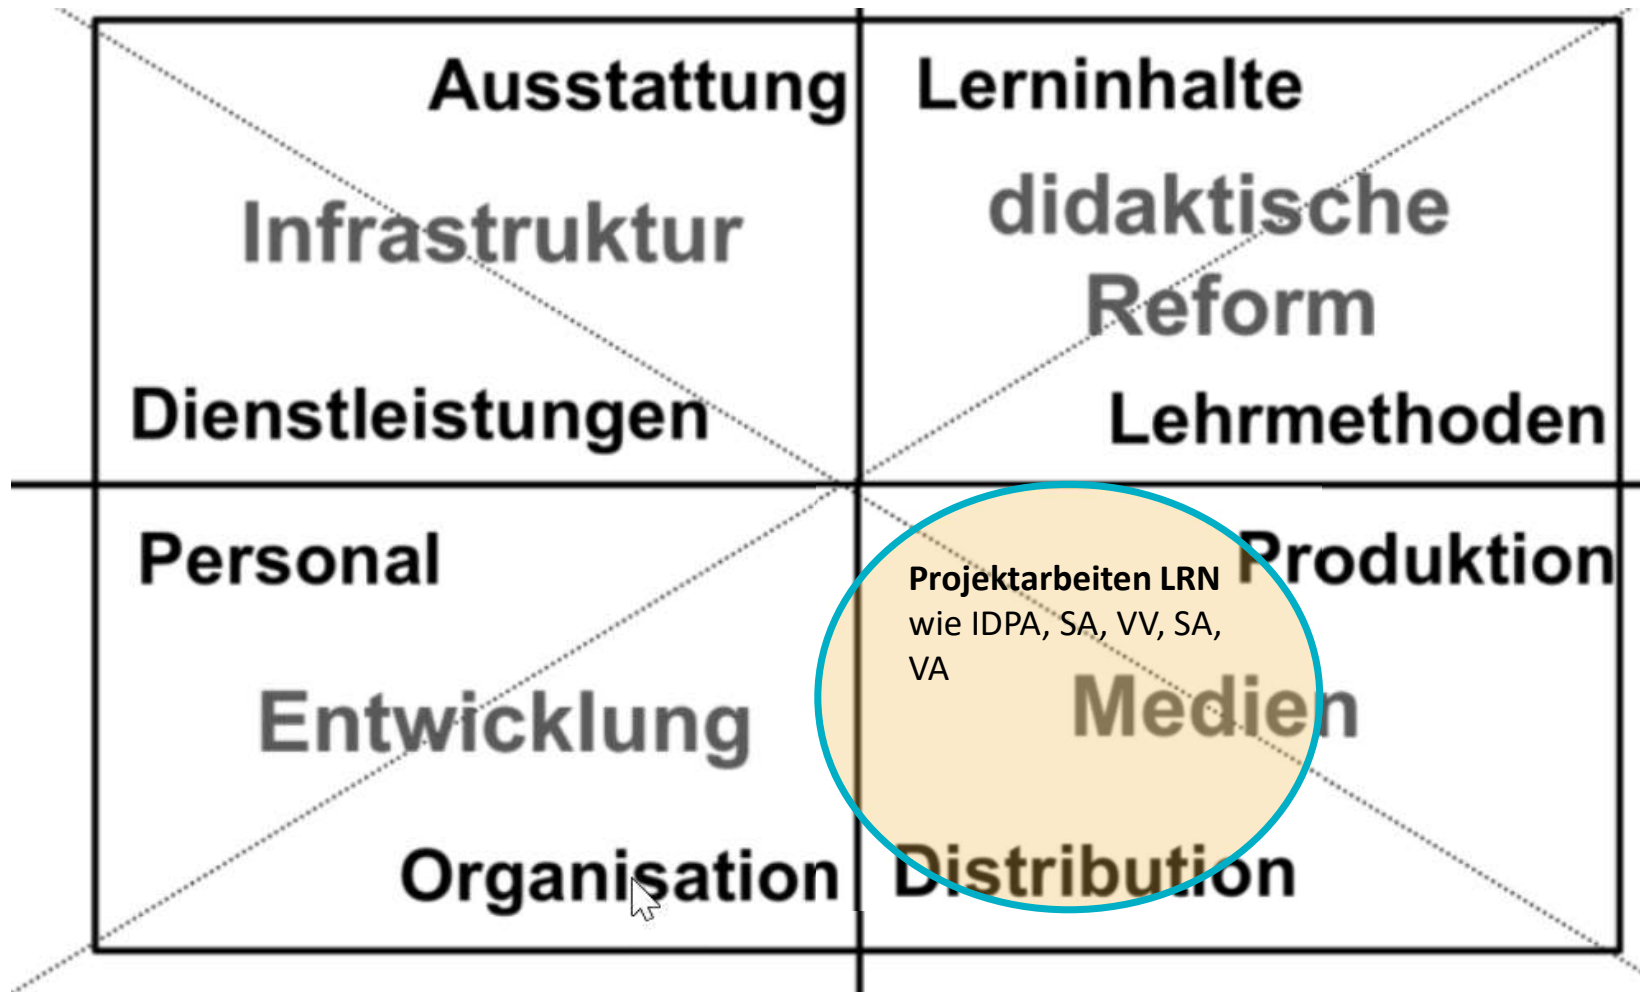 Ausstattung
Infrastruktur
Dienstleistungen
Lerninhalte
didaktische
Reform
Lehrmethoden
Personal
Entwicklung
Organisation
Produktion
Projektarbeiten LRN
wie IDPA, SA, VV, SA,
VA
Medien
Distribution